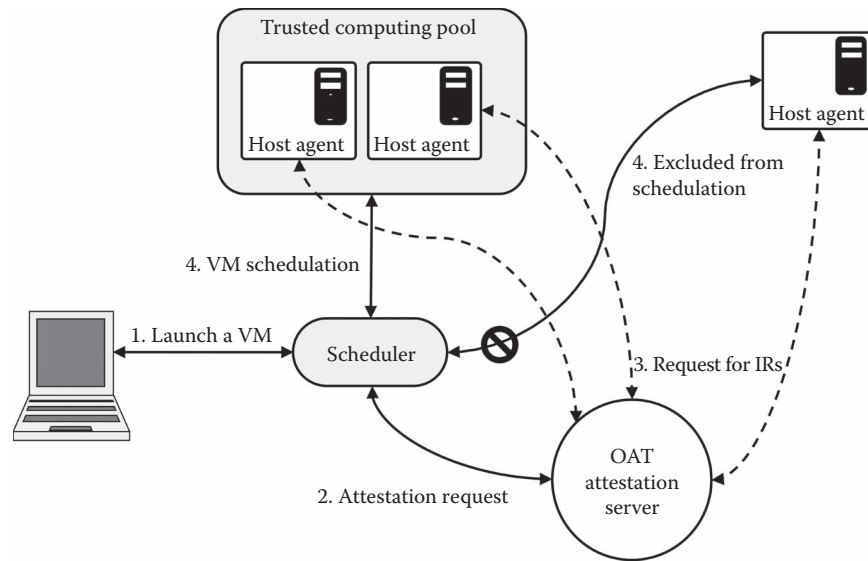 Trusted computing pool
Host agent
Host agent
Host agent
4. Excluded from
schedulation
4. VM schedulation
1. Launch a VM
Scheduler
3. Request for IRs
2. Attestation request
OAT
attestation
server